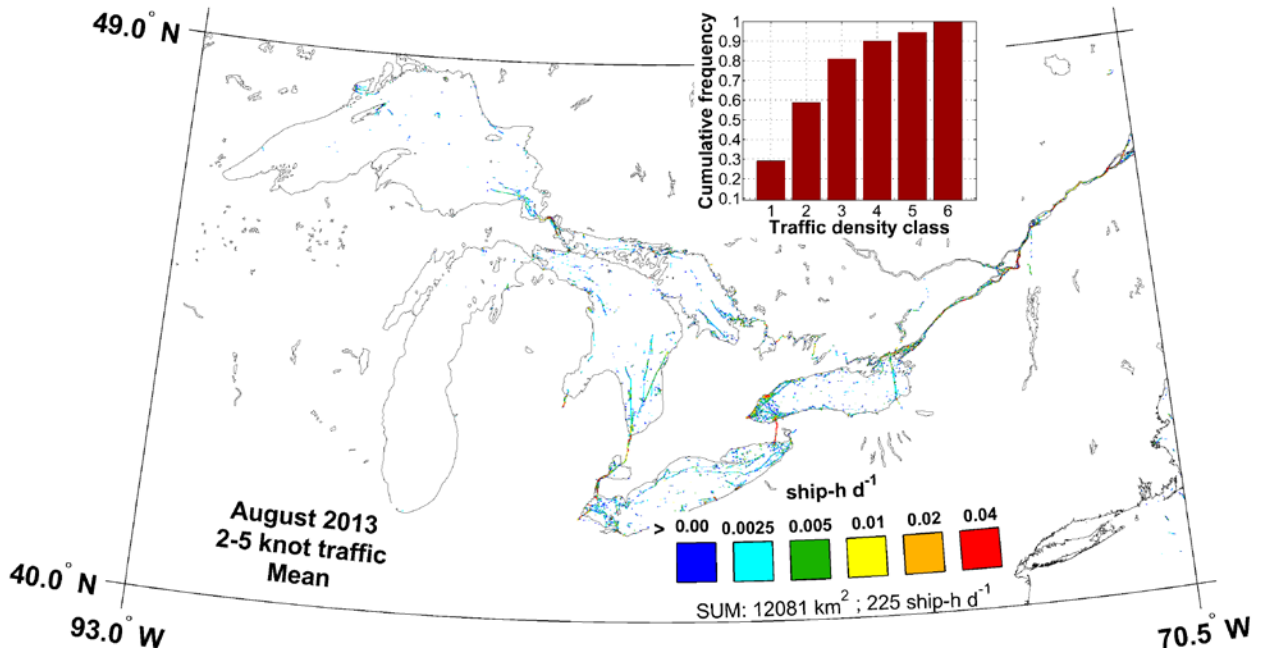 49.0° N
Cumulative frequency
1
0.9
0.8
0.7
0.6
0.5
0.4
0.3
0.2
0.1
1 2 3 4 5 6
Traffic density class
August 2013
2-5 knot traffic
Mean
ship-h d⁻¹
> 0.00 0.0025 0.005 0.01 0.02 0.04
SUM: 12081 km² ; 225 ship-h d⁻¹
40.0° N
93.0° W
70.5° W